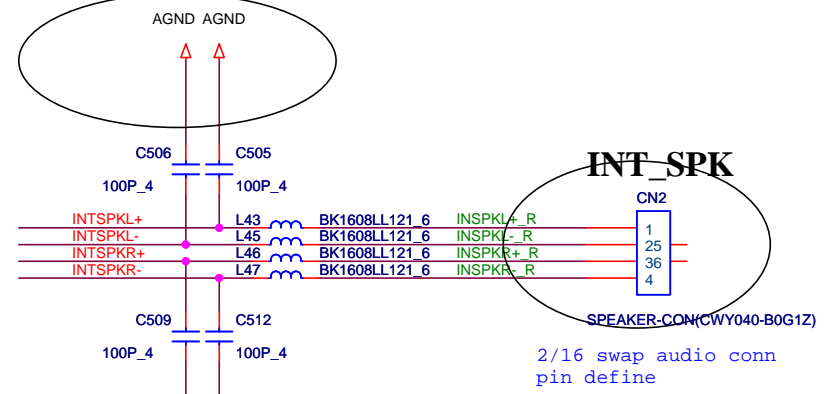 AGND AGND
C506 C505
100P_4 100P_4
INT_SPK
CN2
INTSPKL+ L43 BK1608LL121_6 INSPKL+_R 1
INTSPKL- L45 BK1608LL121_6 INSPKL-_R 25
INTSPKR+ L46 BK1608LL121_6 INSPKR+_R 36
INTSPKR- L47 BK1608LL121_6 INSPKR-_R 4
C509 C512
SPEAKER-CON(CWY040-B0G1Z)
100P_4 100P_4
2/16 swap audio conn
pin define